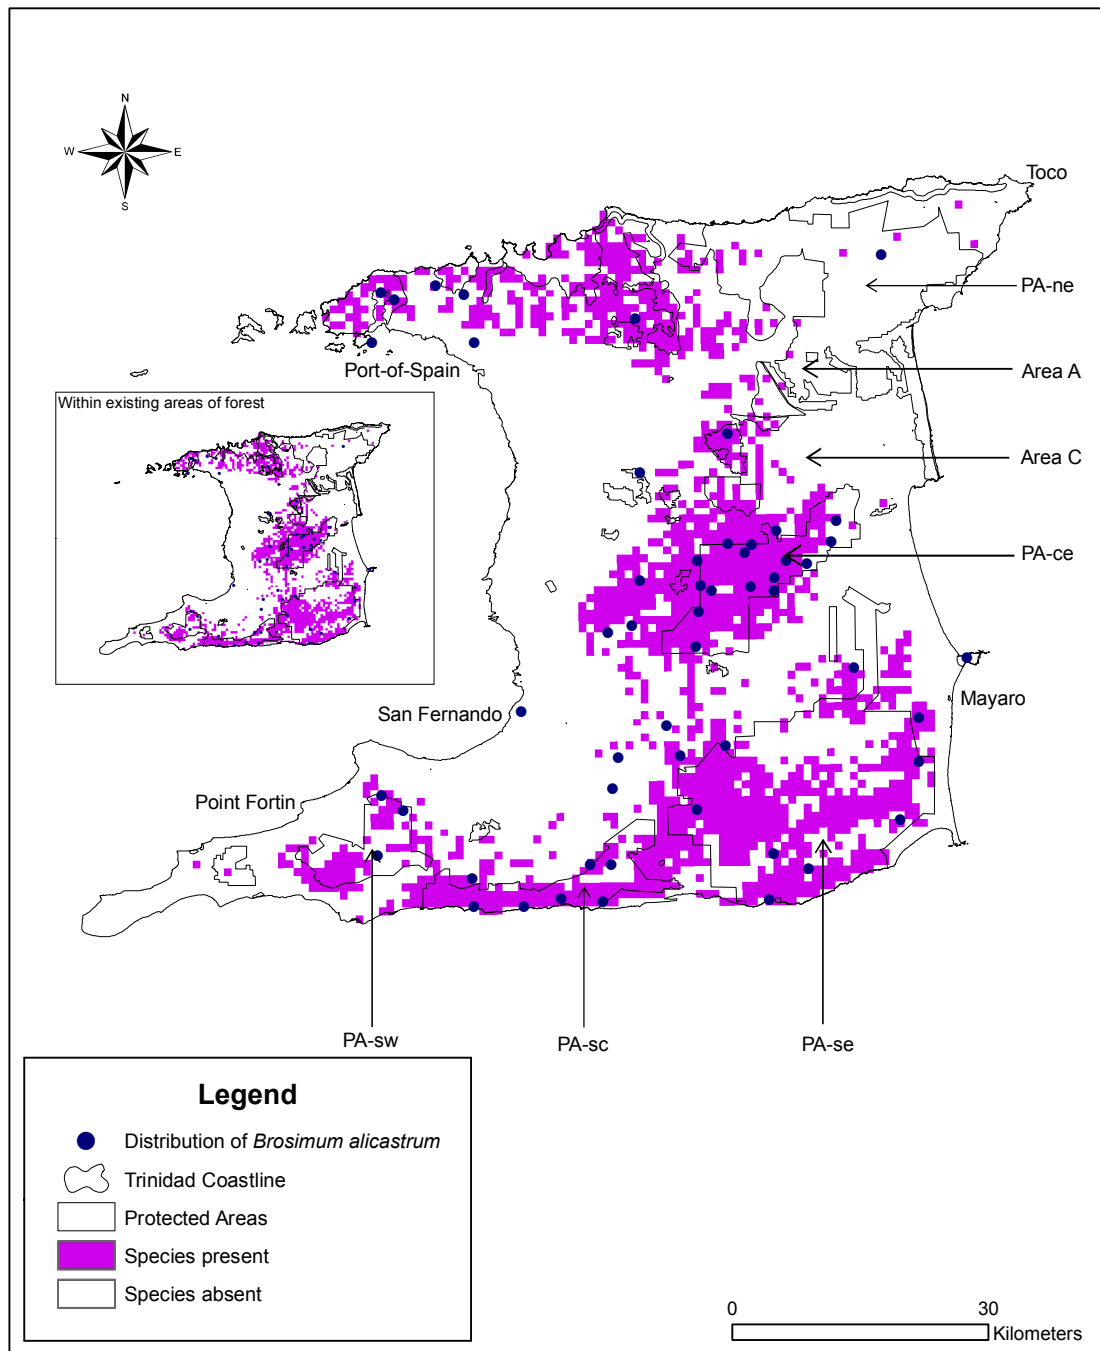 N
W
E
S
Toco
PA-ne
Port-of-Spain
Area A
Within existing areas of forest
Area C
PA-ce
Mayaro
San Fernando
Point Fortin
PA-sw
PA-sc
PA-se
Legend
Distribution of Brosimum alicastrum
Trinidad Coastline
Protected Areas
Species present
Species absent
0
30
Kilometers